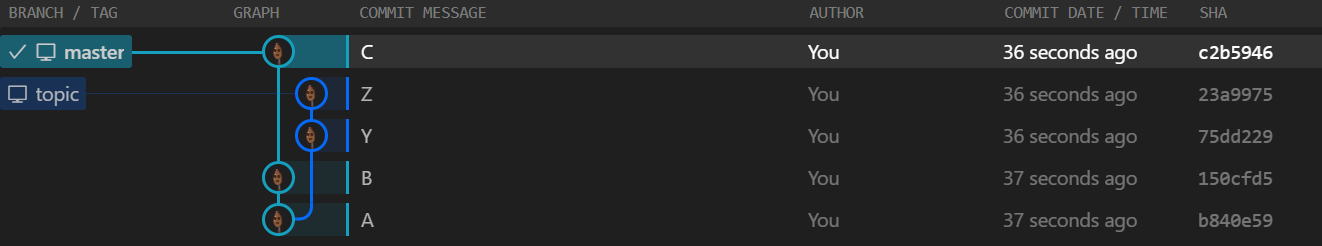 BRANCH / TAG GRAPH COMMIT MESSAGE AUTHOR COMMIT DATE / TIME SHA
master C You 36 seconds ago c2b5946
topic Z You 36 seconds ago 23a9975
Y You 36 seconds ago 75dd229
B You 37 seconds ago 150cfd5
A You 37 seconds ago b840e59